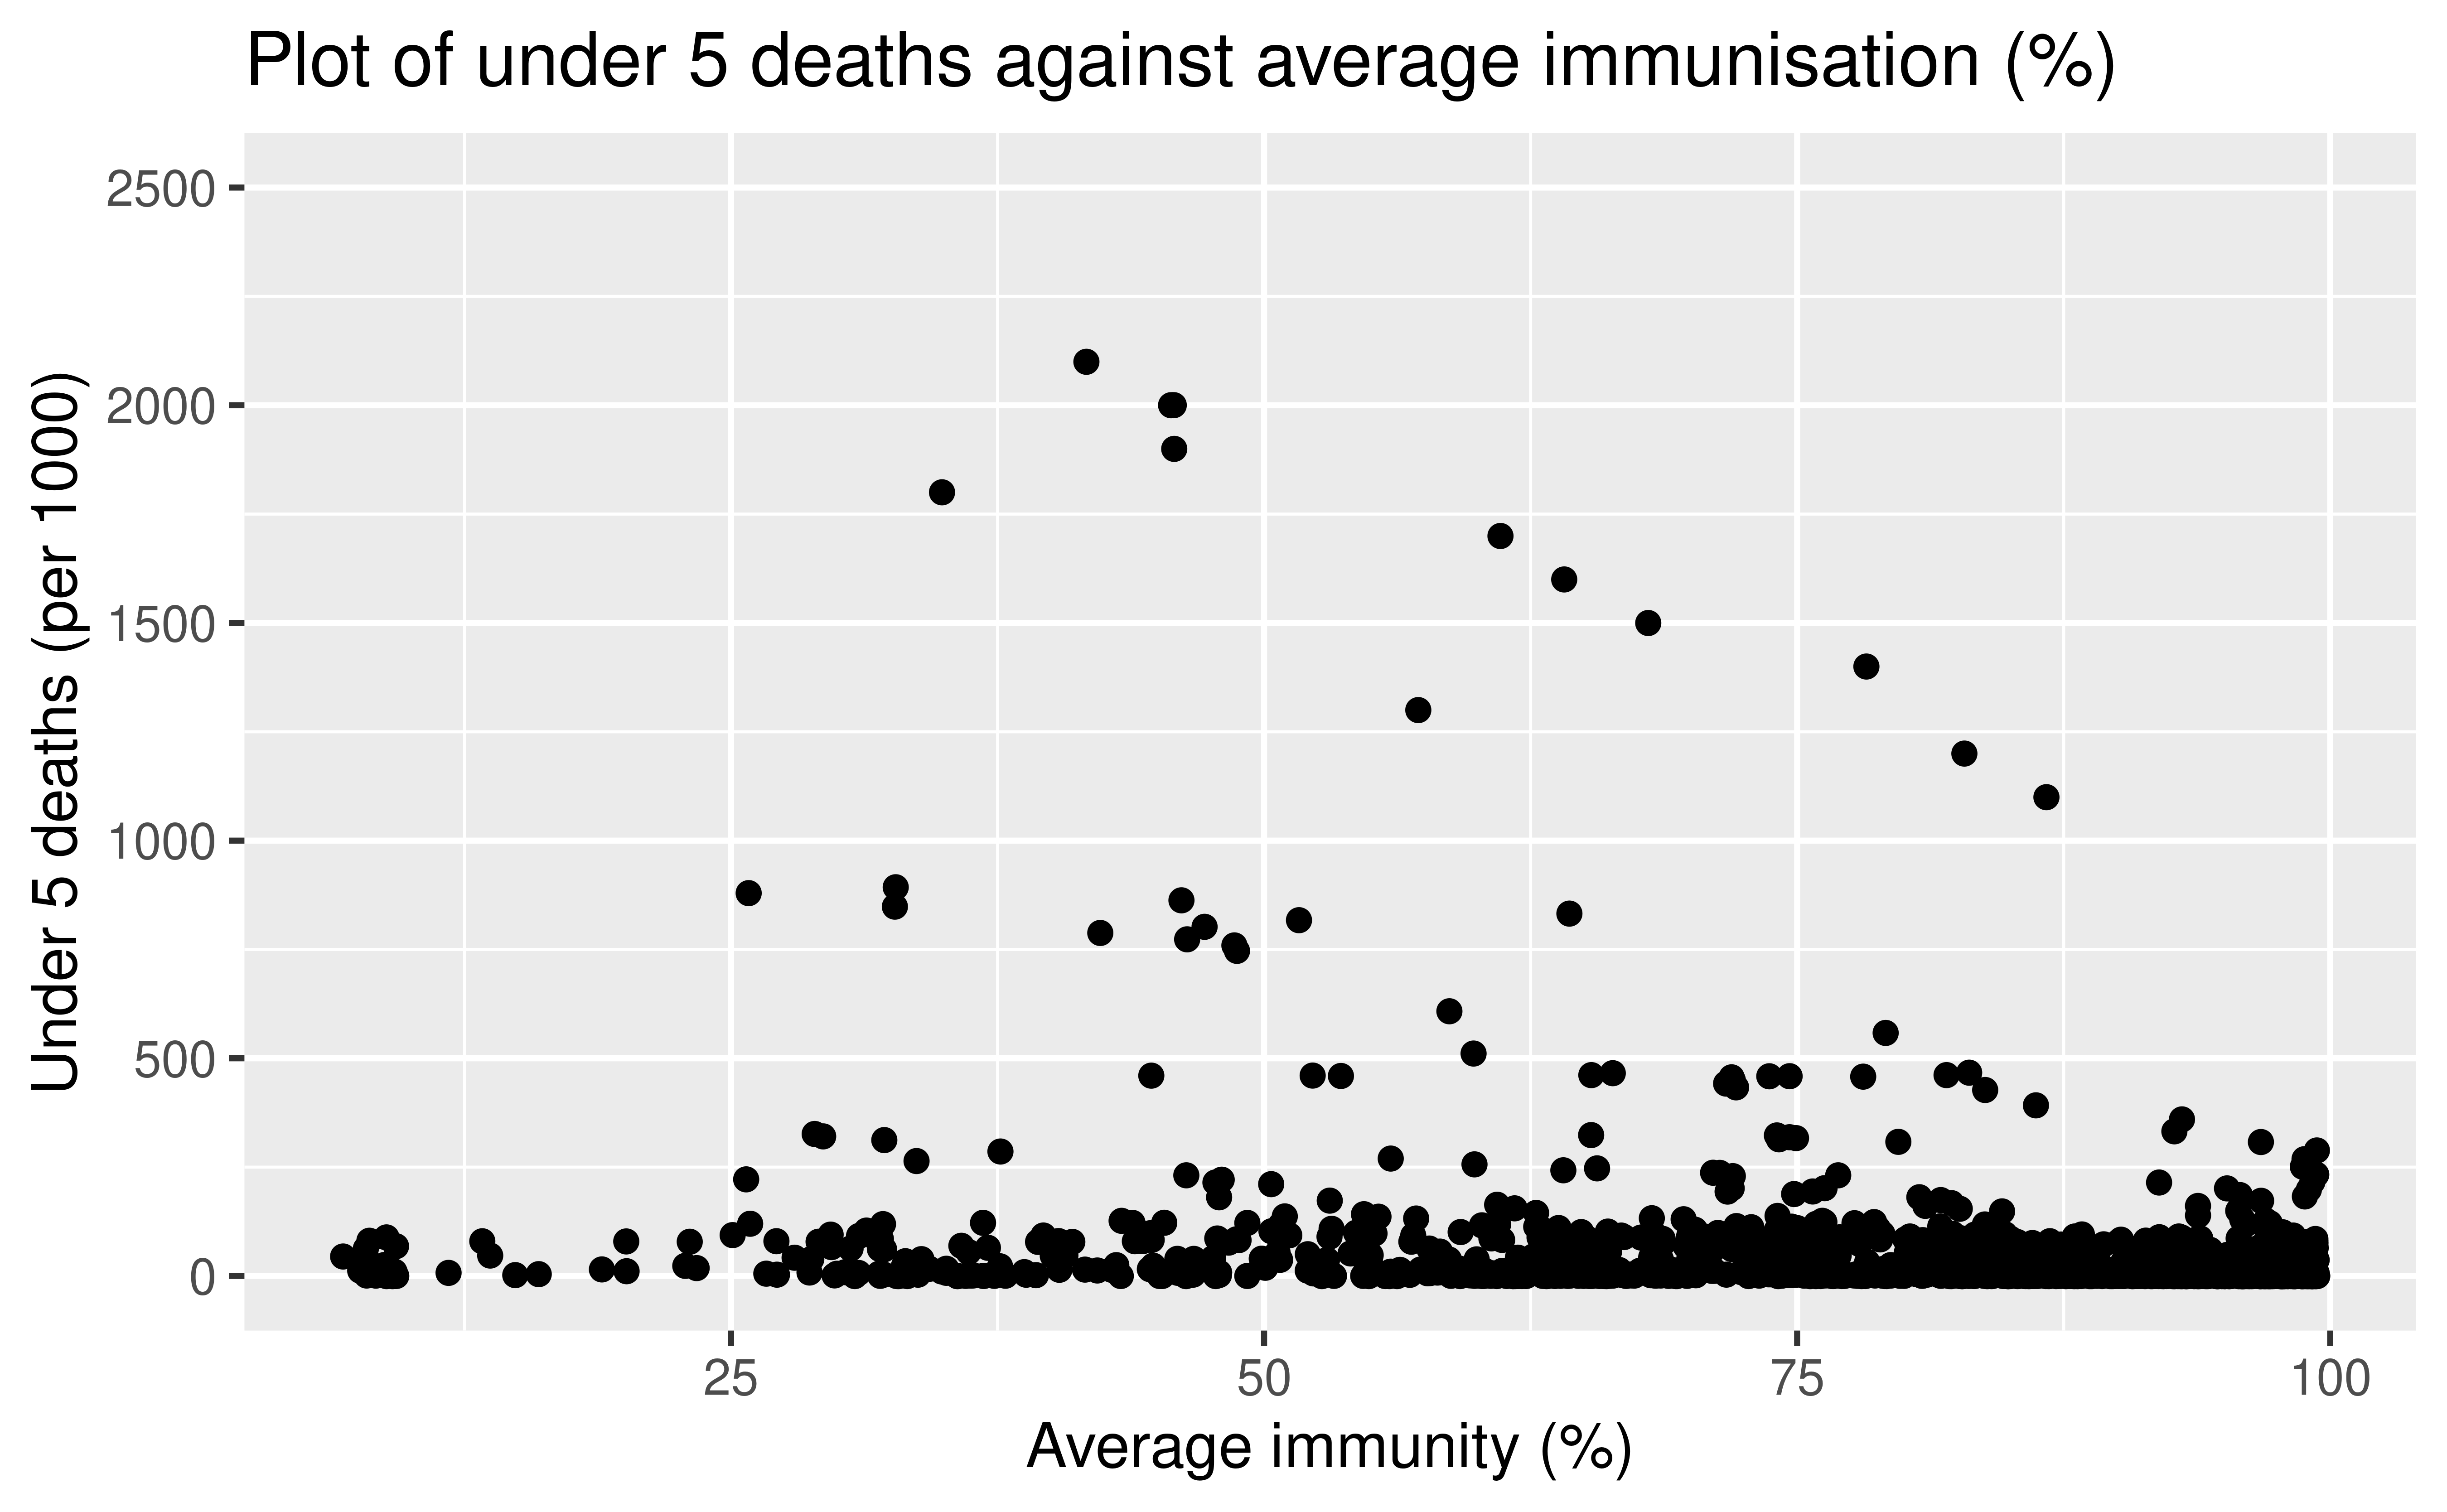 Plot of under 5 deaths against average immunisation (%)
Under 5 deaths (per 1000)
2500
2000
1500
1000
500
0
25 50 75 100
Average immunity (%)